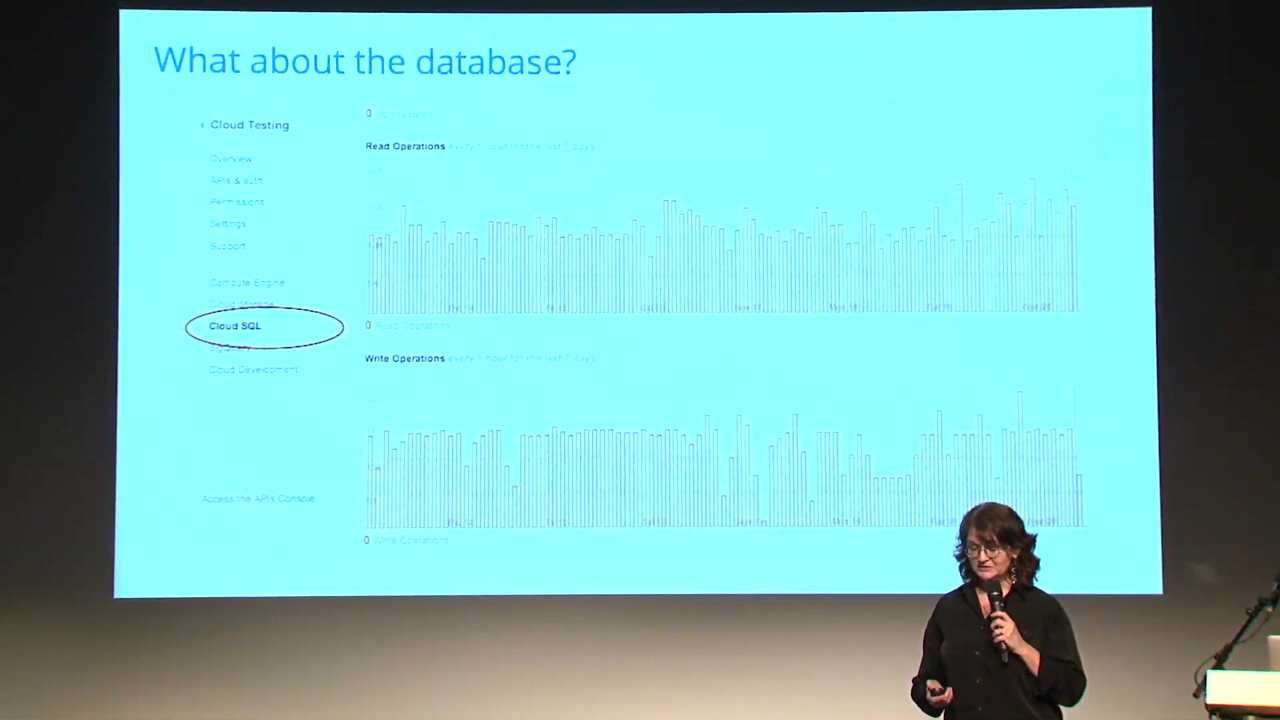 What about the database?
‹ Cloud Testing
Overview
APIs & auth
Permissions
Settings
Support
Compute Engine
Cloud Storage
Cloud SQL
Cloud Development
Access the APIs Console
0
Read Operations every 1 hour for the last 7 days
0 Read Operations
Write Operations every 1 hour for the last 7 days
0 Write Operations